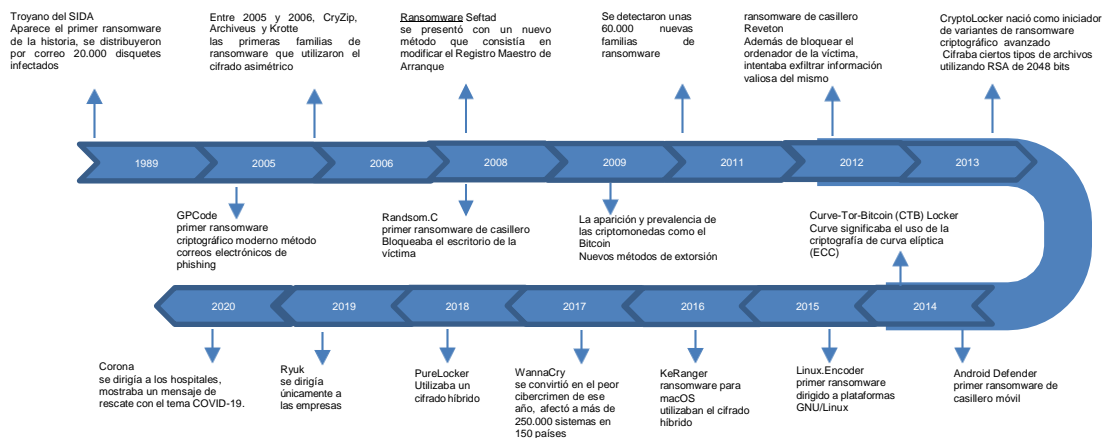 Troyano del SIDA
Aparece el primer ransomware
de la historia, se distribuyeron
por correo 20.000 disquetes
infectados
Entre 2005 y 2006, CryZip,
Archiveus y Krotte
las primeras familias de
ransomware que utilizaron el
cifrado asimétrico
Ransomware Seftad
se presentó con un nuevo
método que consistía en
modificar el Registro Maestro de
Arranque
Se detectaron unas
60.000 nuevas
familias de
ransomware
ransomware de casillero
Reveton
Además de bloquear el
ordenador de la víctima,
intentaba exfiltrar información
valiosa del mismo
CryptoLocker nació como iniciador
de variantes de ransomware
criptográfico avanzado
Cifraba ciertos tipos de archivos
utilizando RSA de 2048 bits
1989
2005
2006
2008
2009
2011
2012
2013
GPCode
primer ransomware
criptográfico moderno método
correos electrónicos de
phishing
Randsom.C
primer ransomware de casillero
Bloqueaba el escritorio de la
víctima
La aparición y prevalencia de
las criptomonedas como el
Bitcoin
Nuevos métodos de extorsión
Curve-Tor-Bitcoin (CTB) Locker
Curve significaba el uso de la
criptografía de curva elíptica
(ECC)
2020
2019
2018
2017
2016
2015
2014
Corona
se dirigía a los hospitales,
mostraba un mensaje de
rescate con el tema COVID-19.
Ryuk
se dirigía
únicamente a
las empresas
PureLocker
Utilizaba un
cifrado híbrido
WannaCry
se convirtió en el peor
cibercrimen de ese
año, afectó a más de
250.000 sistemas en
150 países
KeRanger
ransomware para
macOS
utilizaban el cifrado
híbrido
Linux.Encoder
primer ransomware
dirigido a plataformas
GNU/Linux
Android Defender
primer ransomware de
casillero móvil